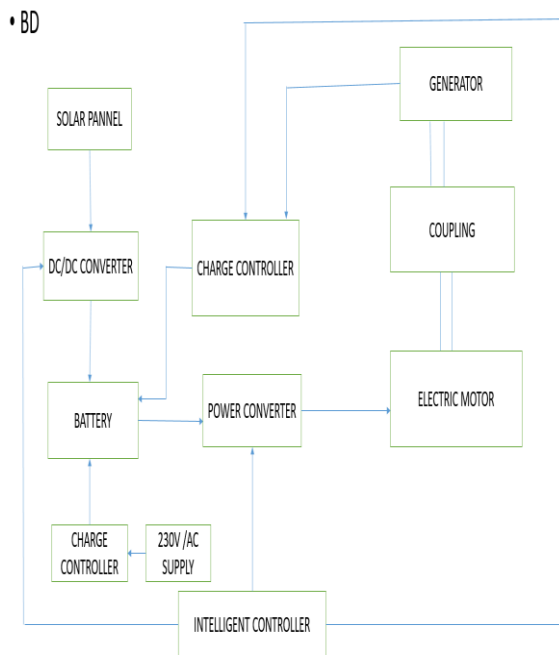 • BD
GENERATOR
SOLAR PANNEL
COUPLING
DC/DC CONVERTER
CHARGE CONTROLLER
ELECTRIC MOTOR
POWER CONVERTER
BATTERY
CHARGE
CONTROLLER
230V /AC
SUPPLY
INTELLIGENT CONTROLLER